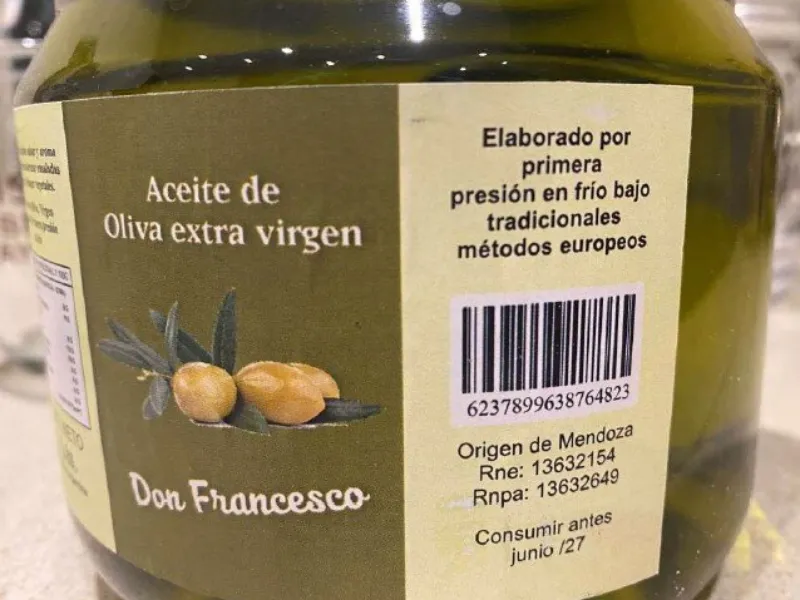 y aroma
Aceite de
Oliva extra virgen
Don Francesco
Elaborado por
primera
presión en frío bajo
tradicionales
métodos europeos
6237899638764823
Origen de Mendoza
Rne: 13632154
Rnpa: 13632649
Consumir antes
junio /27